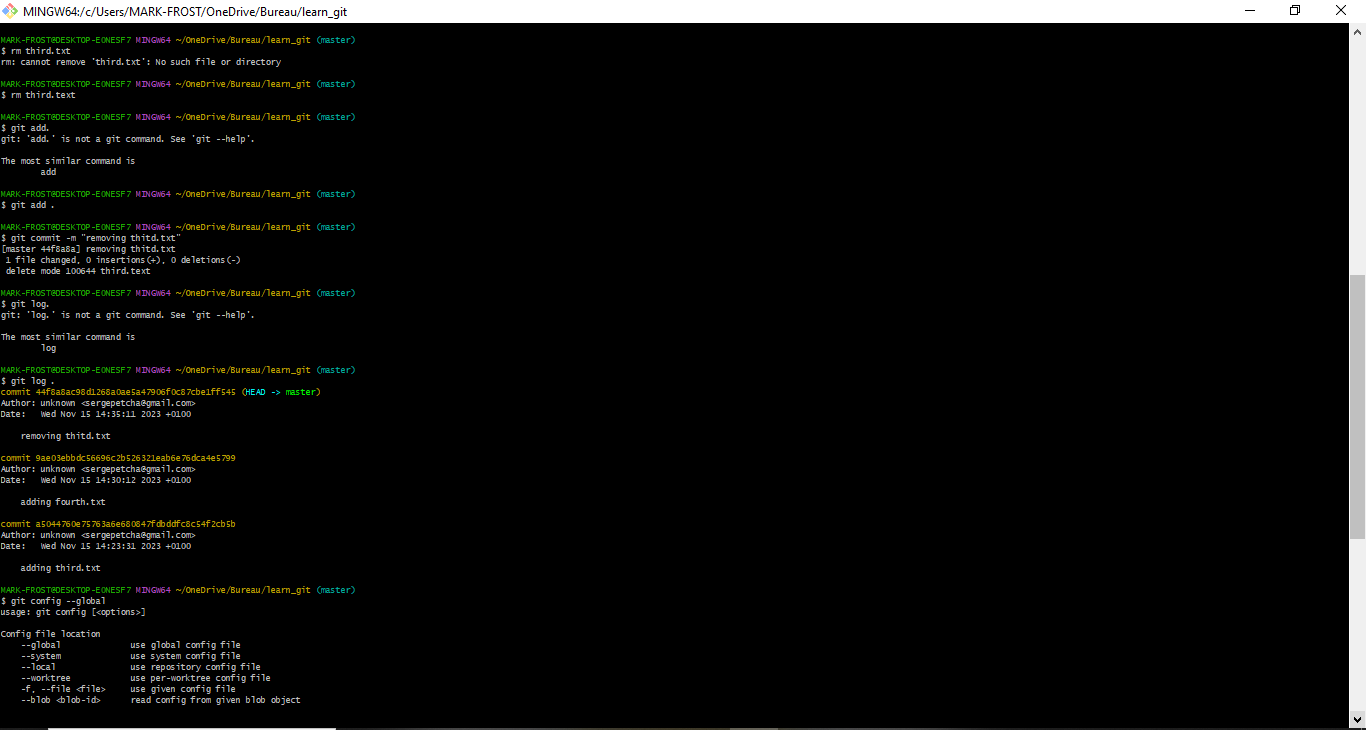 MINGW64:/c/Users/MARK-FROST/OneDrive/Bureau/learn_git
MARK-FROST@DESKTOP-EONESF7 MINGW64 ~/OneDrive/Bureau/learn_git (master)
$ rm third.txt
rm: cannot remove 'third.txt': No such file or directory
MARK-FROST@DESKTOP-EONESF7 MINGW64 ~/OneDrive/Bureau/learn_git (master)
$ rm third.text
MARK-FROST@DESKTOP-EONESF7 MINGW64 ~/OneDrive/Bureau/learn_git (master)
$ git add.
git: 'add.' is not a git command. See 'git --help'.
The most similar command is
add
MARK-FROST@DESKTOP-EONESF7 MINGW64 ~/OneDrive/Bureau/learn_git (master)
$ git add .
MARK-FROST@DESKTOP-EONESF7 MINGW64 ~/OneDrive/Bureau/learn_git (master)
$ git commit -m "removing thitd.txt"
[master 44f8a8a] removing thitd.txt
1 file changed, 0 insertions(+), 0 deletions(-)
delete mode 100644 third.text
MARK-FROST@DESKTOP-EONESF7 MINGW64 ~/OneDrive/Bureau/learn_git (master)
$ git log.
git: 'log.' is not a git command. See 'git --help'.
The most similar command is
log
MARK-FROST@DESKTOP-EONESF7 MINGW64 ~/OneDrive/Bureau/learn_git (master)
$ git log .
commit 44f8a8ac98d1268a0ae5a47906f0c87cbe1ff545 (HEAD -> master)
Author: unknown <sergepetcha@gmail.com>
Date:   Wed Nov 15 14:35:11 2023 +0100
removing thitd.txt
commit 9ae03ebbdc56696c2b526321eab6e76dca4e5799
Author: unknown <sergepetcha@gmail.com>
Date:   Wed Nov 15 14:30:12 2023 +0100
adding fourth.txt
commit a5044760e75763a6e680847fdbddfc8c54f2cb5b
Author: unknown <sergepetcha@gmail.com>
Date:   Wed Nov 15 14:23:31 2023 +0100
adding third.txt
MARK-FROST@DESKTOP-EONESF7 MINGW64 ~/OneDrive/Bureau/learn_git (master)
$ git config --global
usage: git config [<options>]
Config file location
--global              use global config file
--system              use system config file
--local               use repository config file
--worktree            use per-worktree config file
-f, --file <file>     use given config file
--blob <blob-id>      read config from given blob object